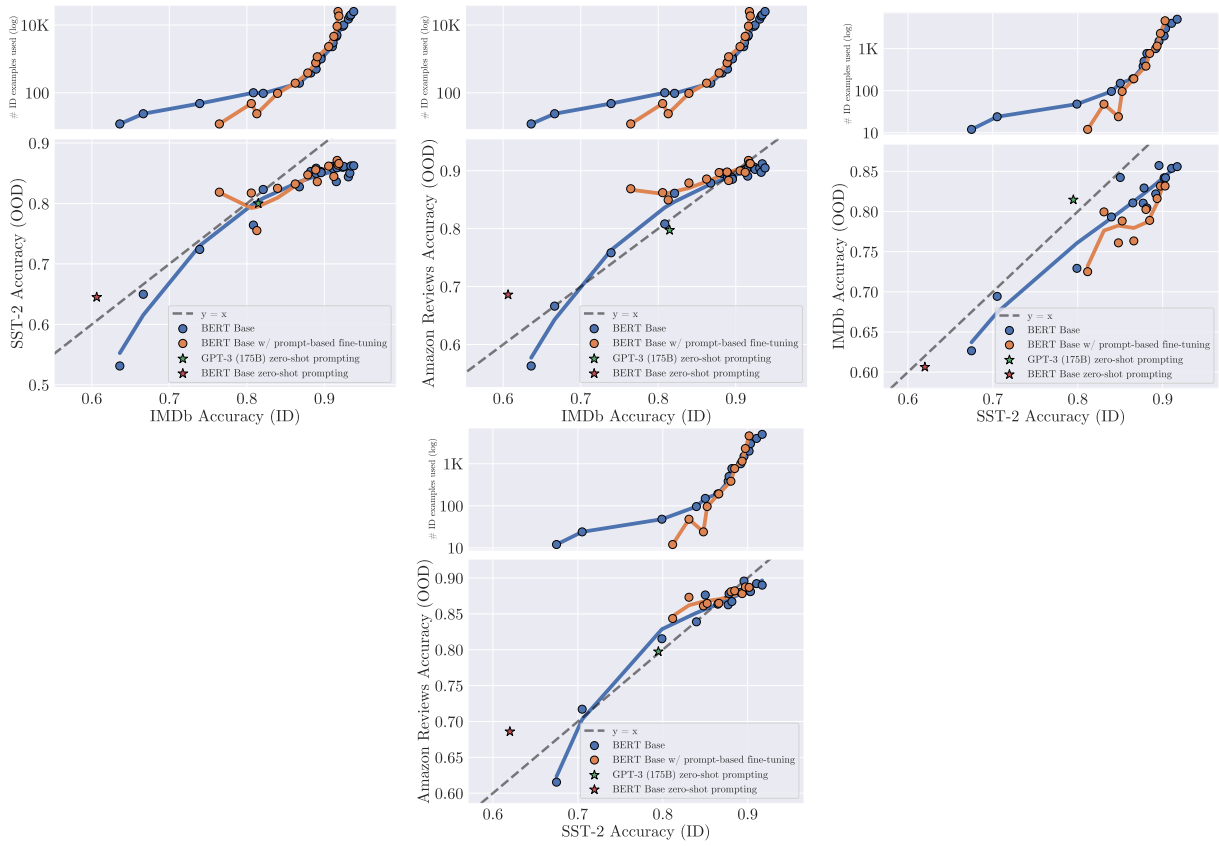 # ID examples used (log)
10K
100
SST-2 Accuracy (OOD)
0.9
0.8
0.7
0.6
0.5
y = x
BERT Base
BERT Base w/ prompt-based fine-tuning
GPT-3 (175B) zero-shot prompting
BERT Base zero-shot prompting
0.6 0.7 0.8 0.9
IMDb Accuracy (ID)
# ID examples used (log)
10K
100
Amazon Reviews Accuracy (OOD)
0.9
0.8
0.7
0.6
y = x
BERT Base
BERT Base w/ prompt-based fine-tuning
GPT-3 (175B) zero-shot prompting
BERT Base zero-shot prompting
0.6 0.7 0.8 0.9
IMDb Accuracy (ID)
# ID examples used (log)
1K
100
10
IMDb Accuracy (OOD)
0.85
0.80
0.75
0.70
0.65
0.60
y = x
BERT Base
BERT Base w/ prompt-based fine-tuning
GPT-3 (175B) zero-shot prompting
BERT Base zero-shot prompting
0.6 0.7 0.8 0.9
SST-2 Accuracy (ID)
# ID examples used (log)
1K
100
10
Amazon Reviews Accuracy (OOD)
0.90
0.85
0.80
0.75
0.70
0.65
0.60
y = x
BERT Base
BERT Base w/ prompt-based fine-tuning
GPT-3 (175B) zero-shot prompting
BERT Base zero-shot prompting
0.6 0.7 0.8 0.9
SST-2 Accuracy (ID)